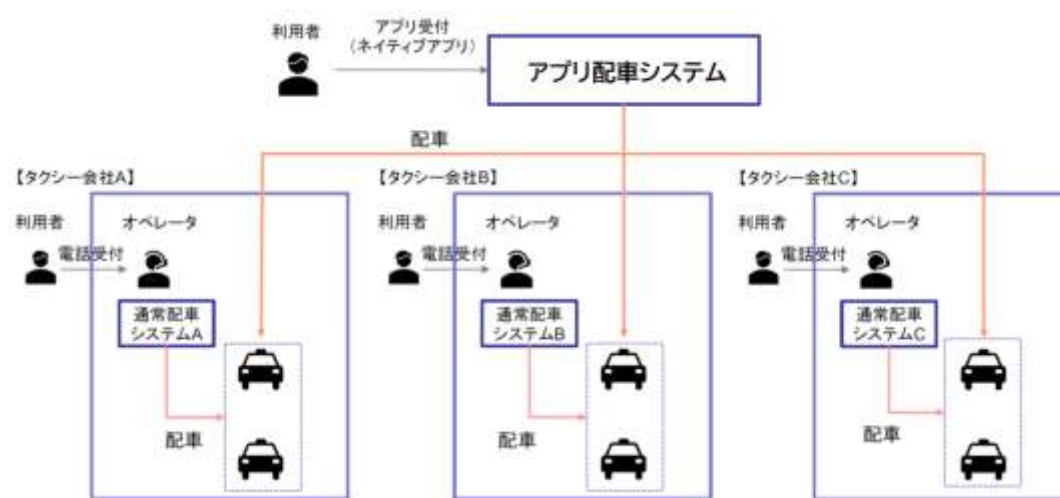 利用者
アプリ受付
(ネイティブアプリ)
アプリ配車システム
配車
【タクシー会社A】
利用者
オペレータ
電話受付
通常配車
システムA
配車
【タクシー会社B】
利用者
オペレータ
電話受付
通常配車
システムB
配車
【タクシー会社C】
利用者
オペレータ
電話受付
通常配車
システムC
配車